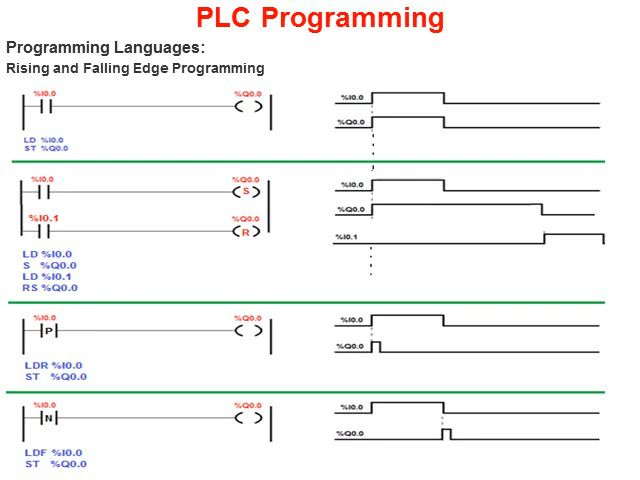 PLC Programming
Programming Languages:
Rising and Falling Edge Programming
%I0.0 %Q0.0
%I0.0
%Q0.0
LD %I0.0
ST %Q0.0
%I0.0 %Q0.0
S
%I0.1 %Q0.0
R
%I0.0
%Q0.0
%I0.1
LD %I0.0
S %Q0.0
LD %I0.1
RS %Q0.0
%I0.0 %Q0.0
P
%I0.0
%Q0.0
LDR %I0.0
ST %Q0.0
%I0.0 %Q0.0
N
%I0.0
%Q0.0
LDF %I0.0
ST %Q0.0